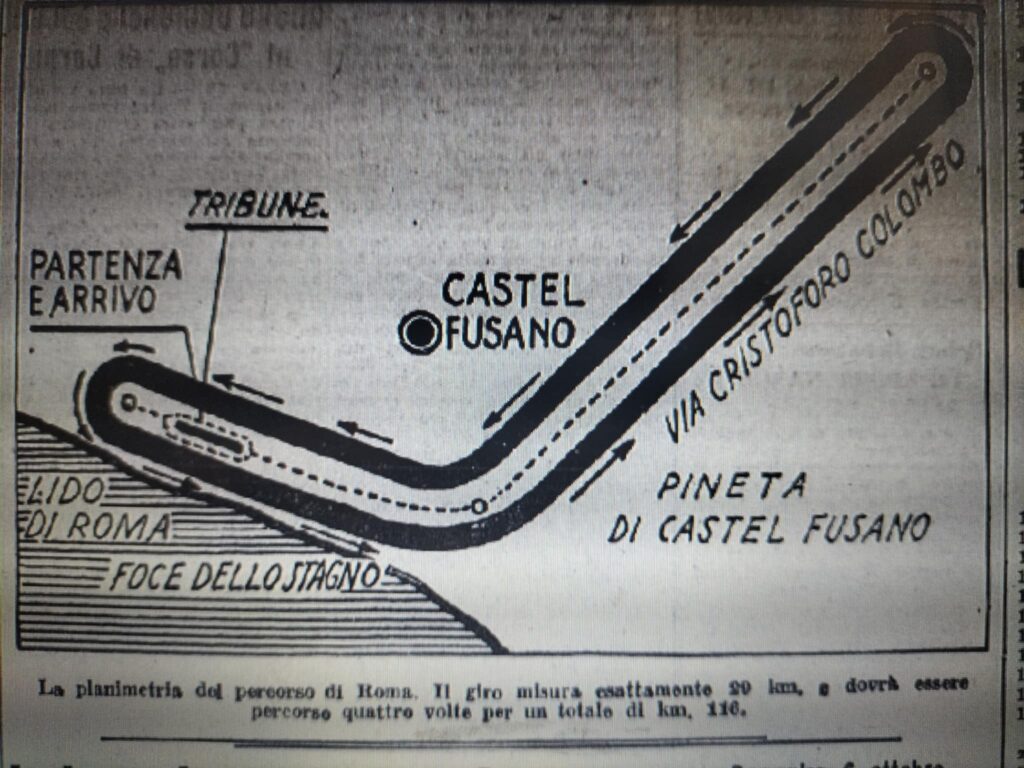 TRIBUNE.
PARTENZA
E ARRIVO
CASTEL
FUSANO
VIA CRISTOFORO COLOMBO
PINETA
DI CASTEL FUSANO
LIDO
DI ROMA
FOCE DELLO STAGNO
La planimetria del percorso di Roma. Il giro misura esattamente 29 km, e dovrà essere
percorso quattro volte per un totale di km. 116.